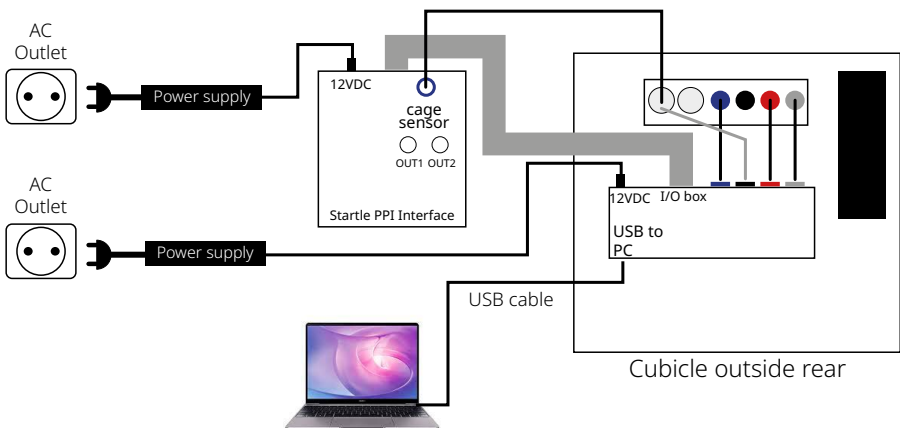 AC
Outlet
Power supply
12VDC
cage
sensor
OUT1 OUT2
Startle PPI Interface
AC
Outlet
Power supply
12VDC
I/O box
USB to
PC
USB cable
Cubicle outside rear